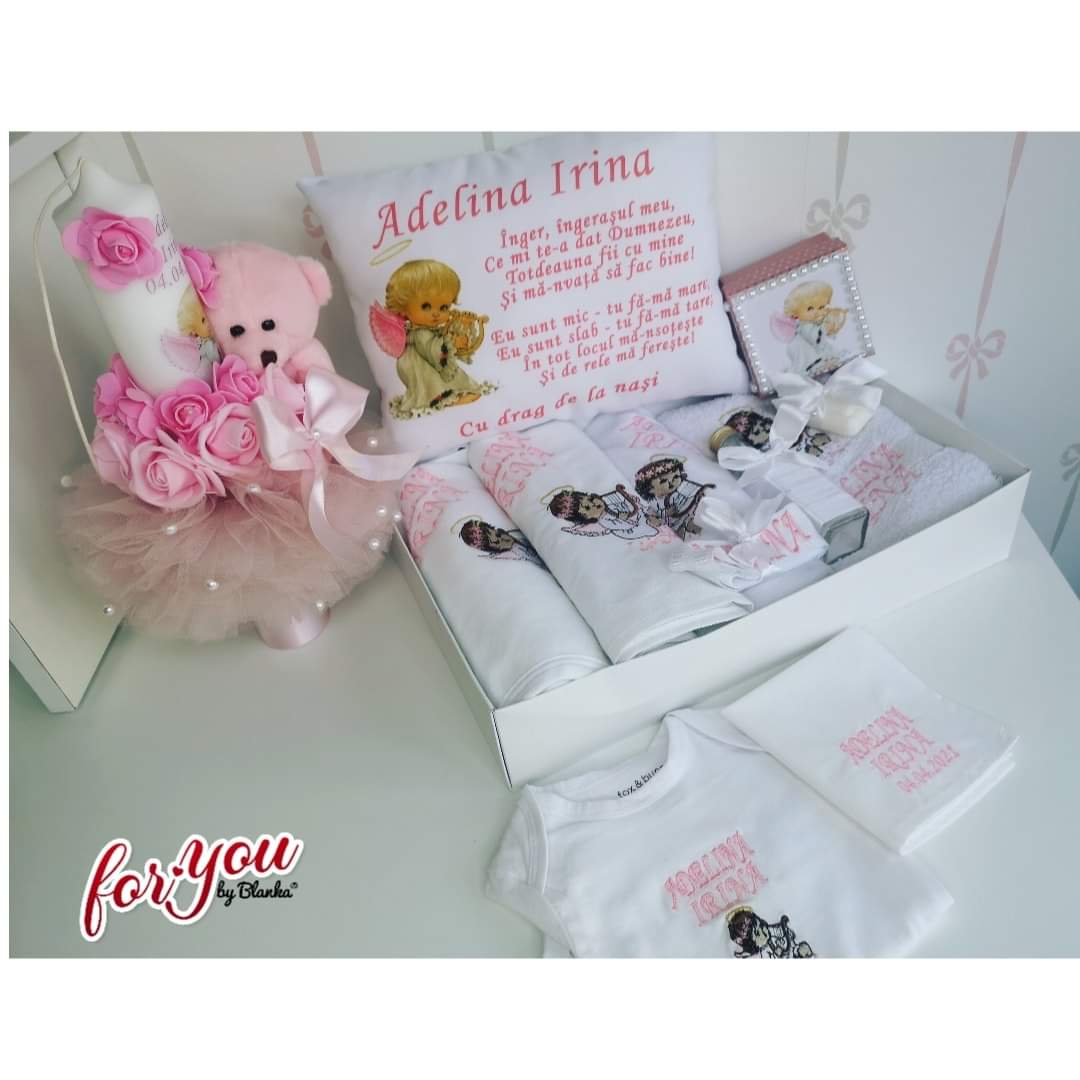 Adelina Irina
Înger, îngerașul meu,
Ce mi te-a dat Dumnezeu,
Totdeauna fii cu mine
Și mă-nvață să fac bine!
Eu sunt mic - tu fă-mă mare;
Eu sunt slab - tu fă-mă tare;
În tot locul mă-nsoțește
Și de rele mă ferește!
Cu drag de la nași
04.04
ADELINA
IRINA
04.04.2021
ADELINA
IRINA
for you
by Blanka